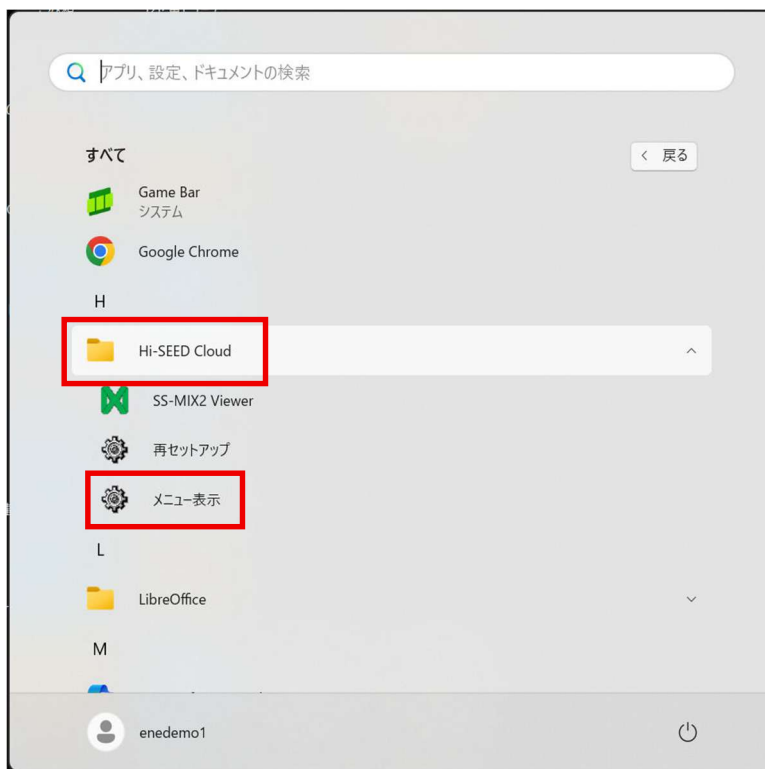 アプリ、設定、ドキュメントの検索
すべて
< 戻る
Game Bar
システム
Google Chrome
H
Hi-SEED Cloud
SS-MIX2 Viewer
再セットアップ
メニュー表示
L
LibreOffice
M
enedemo1